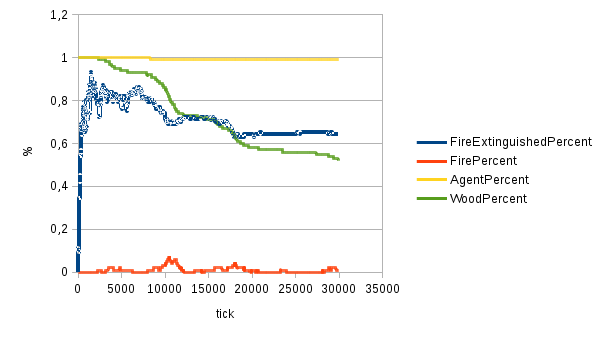 1,2
1
0,8
0,6
0,4
0,2
0
%
0 5000 10000 15000 20000 25000 30000 35000
tick
FireExtinguishedPercent
FirePercent
AgentPercent
WoodPercent